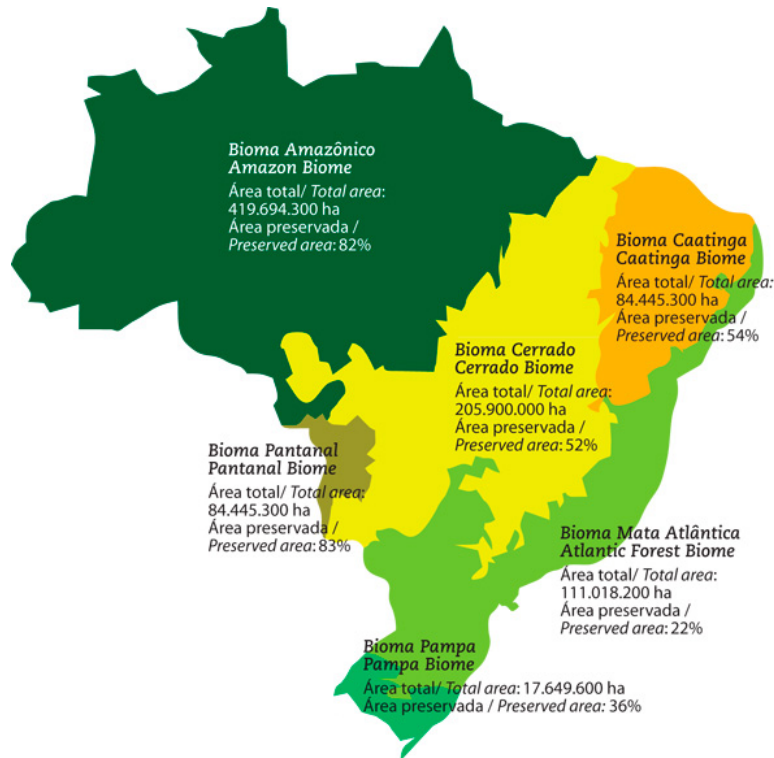 Bioma Amazônico
Amazon Biome
Área total/ Total area:
419.694.300 ha
Área preservada /
Preserved area: 82%
Bioma Caatinga
Caatinga Biome
Área total/ Total area:
84.445.300 ha
Área preservada /
Preserved area: 54%
Bioma Cerrado
Cerrado Biome
Área total/ Total area:
205.900.000 ha
Área preservada /
Preserved area: 52%
Bioma Pantanal
Pantanal Biome
Área total/ Total area:
84.445.300 ha
Área preservada /
Preserved area: 83%
Bioma Mata Atlântica
Atlantic Forest Biome
Área total/ Total area:
111.018.200 ha
Área preservada /
Preserved area: 22%
Bioma Pampa
Pampa Biome
Área total/ Total area: 17.649.600 ha
Área preservada / Preserved area: 36%